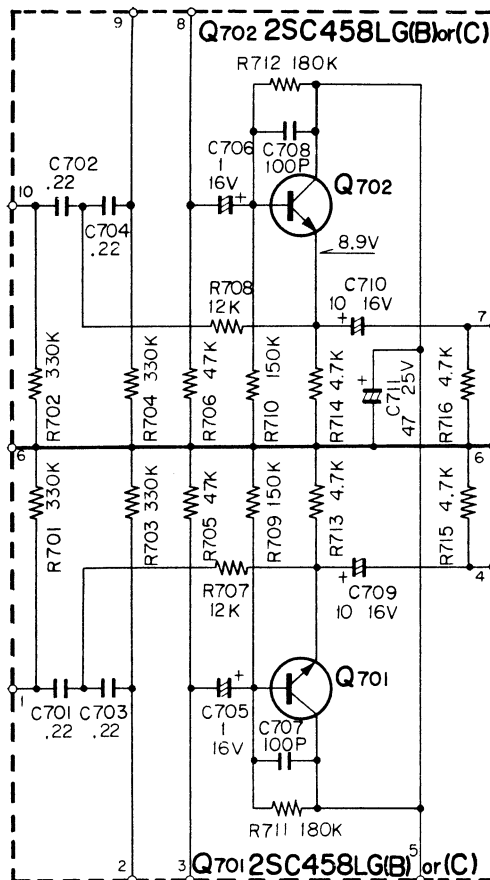 9
8
Q702 2SC458LG(B)or(C)
R712 180K
C702
.22
C706
1
16V
+
C708
100P
Q702
10
C704
.22
8.9V
R708
12K
C710
10 16V
+
7
R702
330K
R704
330K
R706
47K
R710
150K
R714
4.7K
+
C711
47 25V
R716
4.7K
6
6
R701
330K
R703
330K
R705
47K
R709
150K
R713
4.7K
R715
4.7K
R707
12K
+
C709
10 16V
4
Q701
1
C701
.22
C703
.22
+
C705
1
16V
C707
100P
R711 180K
2
3
Q701 2SC458LG(B) or(C)
5